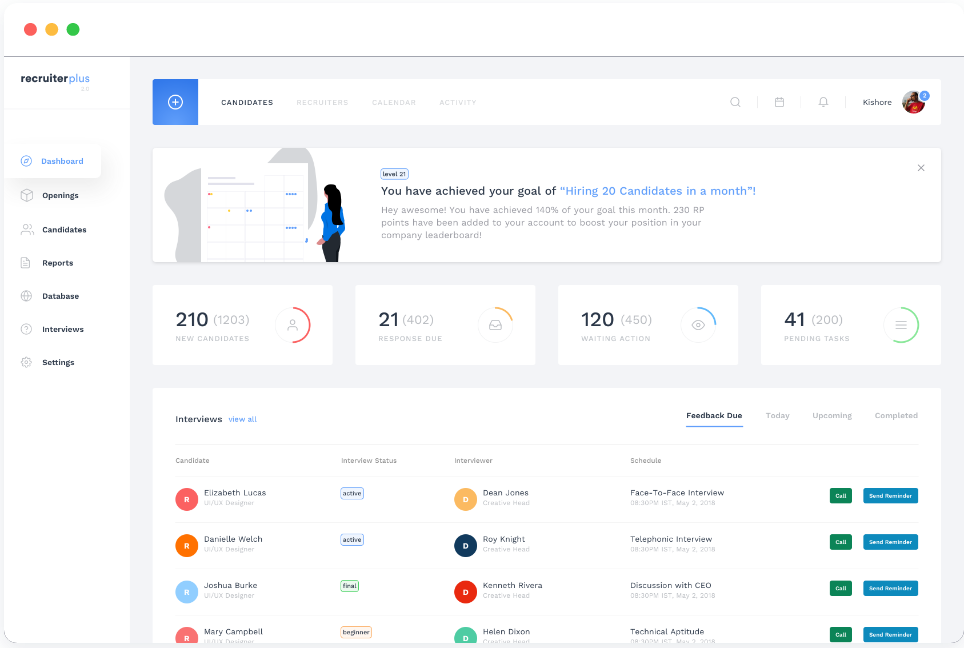 recruiterplus
2.0
CANDIDATES RECRUITERS CALENDAR ACTIVITY
Kishore 2
Dashboard
Openings
Candidates
Reports
Database
Interviews
Settings
level 21
You have achieved your goal of “Hiring 20 Candidates in a month”!
Hey awesome! You have achieved 140% of your goal this month. 230 RP
points have been added to your account to boost your position in your
company leaderboard!
210 (1203)
NEW CANDIDATES
21 (402)
RESPONSE DUE
120 (450)
WAITING ACTION
41 (200)
PENDING TASKS
Interviews view all
Feedback Due Today Upcoming Completed
Candidate Interview Status Interviewer Schedule
R Elizabeth Lucas active D Dean Jones Face-To-Face Interview Call Send Reminder
UI/UX Designer Creative Head 08:30PM IST, May 2, 2018
R Danielle Welch active D Roy Knight Telephonic Interview Call Send Reminder
UI/UX Designer Creative Head 08:30PM IST, May 2, 2018
R Joshua Burke final D Kenneth Rivera Discussion with CEO Call Send Reminder
UI/UX Designer Creative Head 08:30PM IST, May 2, 2018
R Mary Campbell beginner D Helen Dixon Technical Aptitude Call Send Reminder
UI/UX Designer Creative Head 08:30PM IST, May 2, 2018